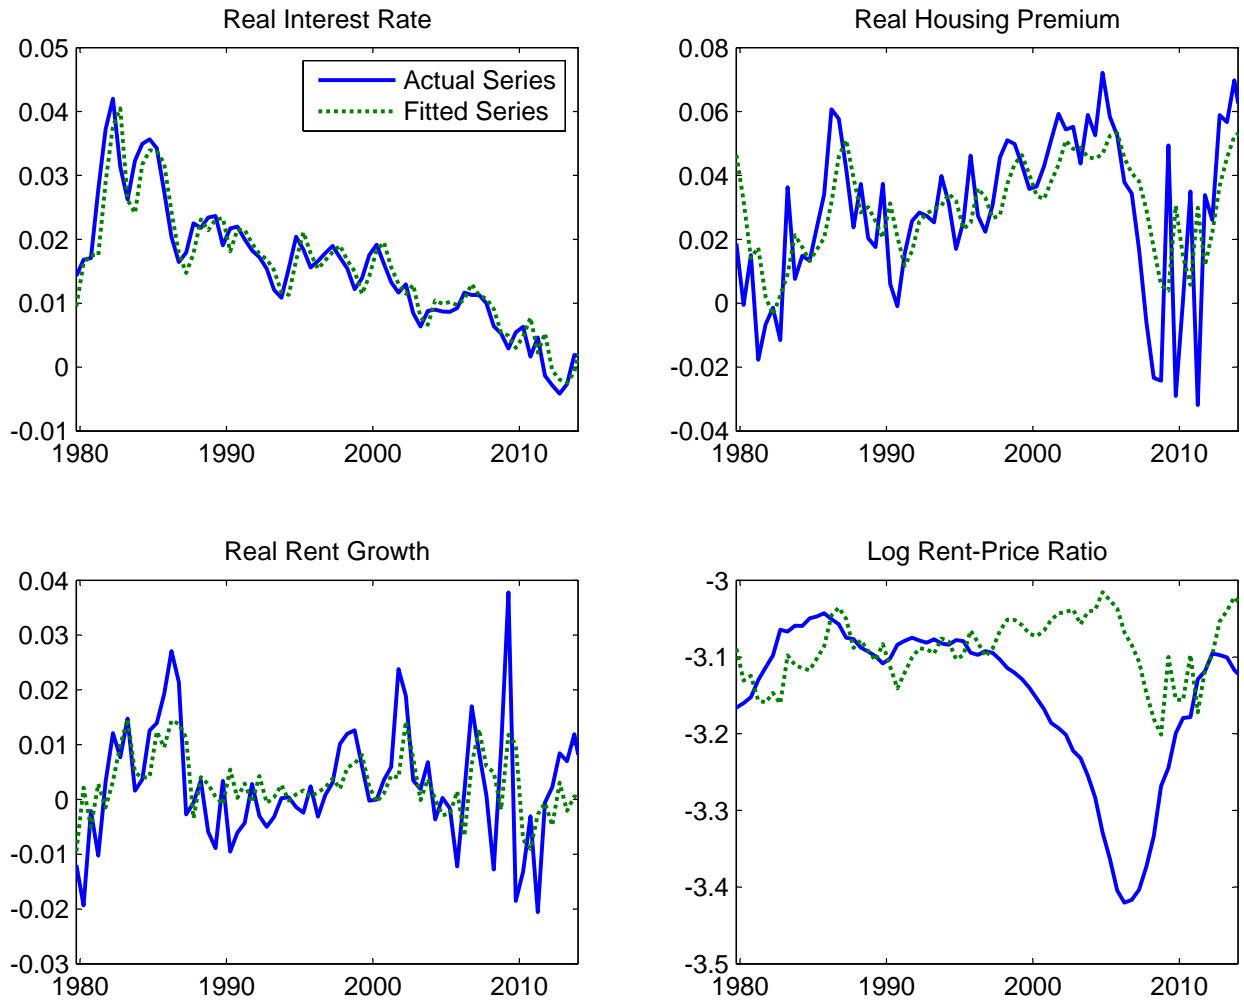 Real Interest Rate
0.05
0.04
0.03
0.02
0.01
0
-0.01
1980 1990 2000 2010
Actual Series
Fitted Series
Real Housing Premium
0.08
0.06
0.04
0.02
0
-0.02
-0.04
1980 1990 2000 2010
Real Rent Growth
0.04
0.03
0.02
0.01
0
-0.01
-0.02
-0.03
1980 1990 2000 2010
Log Rent-Price Ratio
-3
-3.1
-3.2
-3.3
-3.4
-3.5
1980 1990 2000 2010